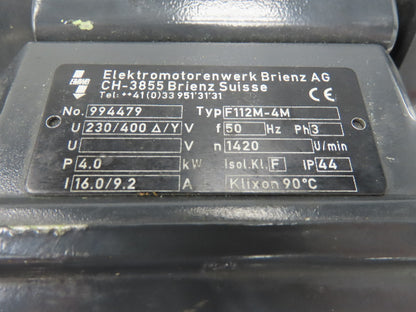 Elektromotorenwerk Brienz AG
CH-3855 Brienz Suisse
Tel: ++41(0)33 951'31'31
CE
No. 994479 Typ F112M-4M
U 230/400 Δ/Y V f 50 Hz Ph 3
U V n 1420 U/min
P 4.0 kW Isol.Kl. F IP 44
I 16.0/9.2 A Klixon 90°C